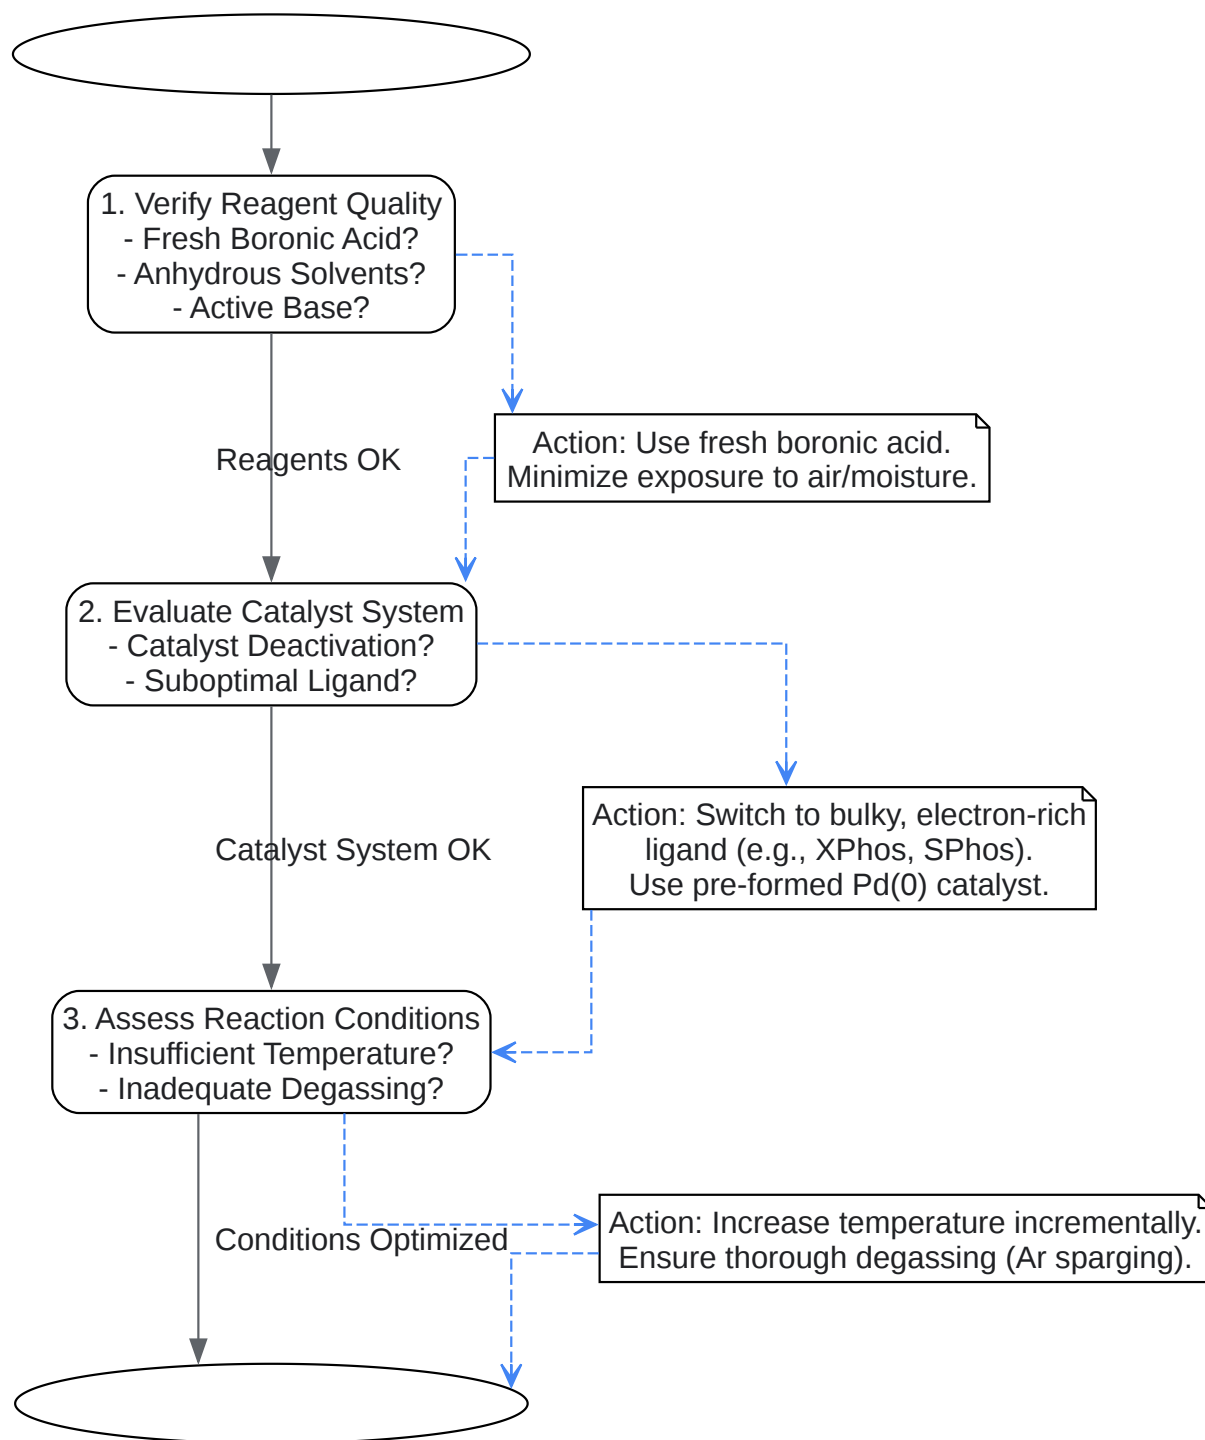 1. Verify Reagent Quality
- Fresh Boronic Acid?
- Anhydrous Solvents?
- Active Base?
Action: Use fresh boronic acid.
Minimize exposure to air/moisture.
Reagents OK
2. Evaluate Catalyst System
- Catalyst Deactivation?
- Suboptimal Ligand?
Action: Switch to bulky, electron-rich
ligand (e.g., XPhos, SPhos).
Use pre-formed Pd(0) catalyst.
Catalyst System OK
3. Assess Reaction Conditions
- Insufficient Temperature?
- Inadequate Degassing?
Action: Increase temperature incrementally.
Ensure thorough degassing (Ar sparging).
Conditions Optimized